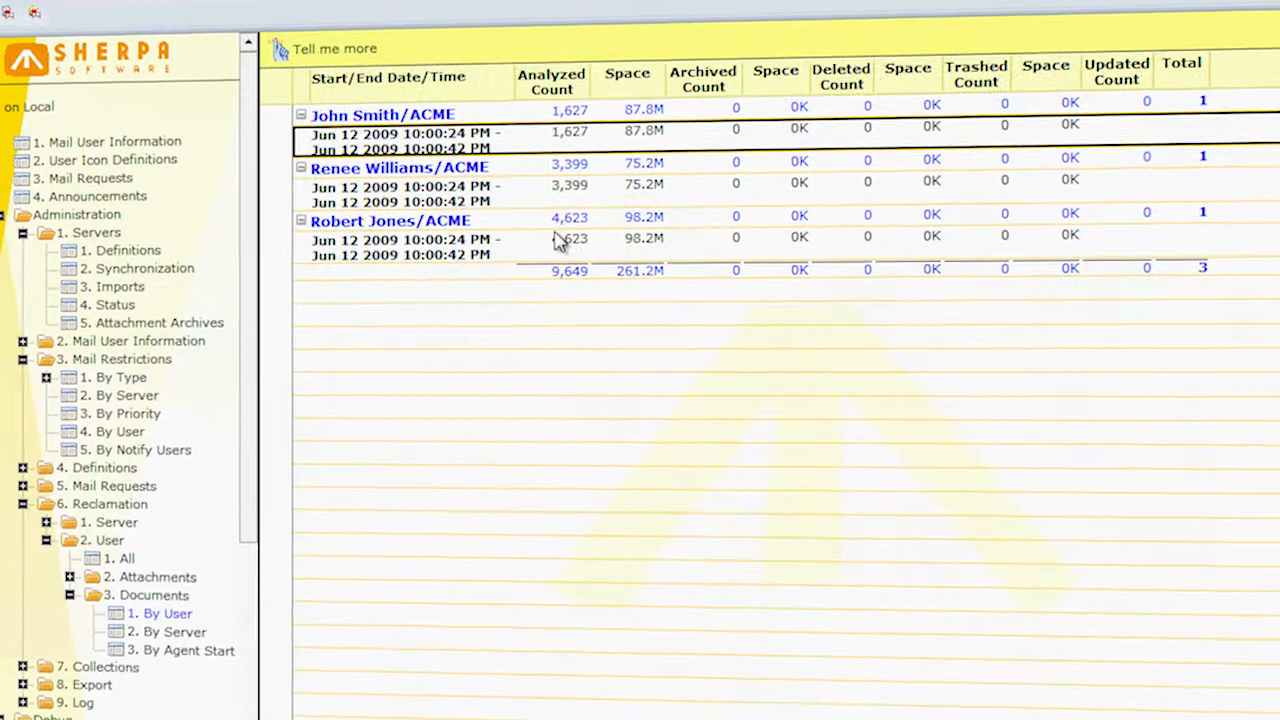 SHERPA
SOFTWARE
on Local
1. Mail User Information
2. User Icon Definitions
3. Mail Requests
4. Announcements
Administration
1. Servers
1. Definitions
2. Synchronization
3. Imports
4. Status
5. Attachment Archives
2. Mail User Information
3. Mail Restrictions
1. By Type
2. By Server
3. By Priority
4. By User
5. By Notify Users
4. Definitions
5. Mail Requests
6. Reclamation
1. Server
2. User
1. All
2. Attachments
3. Documents
1. By User
2. By Server
3. By Agent Start
7. Collections
8. Export
9. Log
Debug
Tell me more
Start/End Date/Time Analyzed Count Space Archived Count Space Deleted Count Space Trashed Count Space Updated Count Total
John Smith/ACME 1,627 87.8M 0 0K 0 0K 0 0K 0 1
Jun 12 2009 10:00:24 PM - 1,627 87.8M 0 0K 0 0K 0 0K
Jun 12 2009 10:00:42 PM
Renee Williams/ACME 3,399 75.2M 0 0K 0 0K 0 0K 0 1
Jun 12 2009 10:00:24 PM - 3,399 75.2M 0 0K 0 0K 0 0K
Jun 12 2009 10:00:42 PM
Robert Jones/ACME 4,623 98.2M 0 0K 0 0K 0 0K 0 1
Jun 12 2009 10:00:24 PM - 4,623 98.2M 0 0K 0 0K 0 0K
Jun 12 2009 10:00:42 PM
9,649 261.2M 0 0K 0 0K 0 0K 0 3